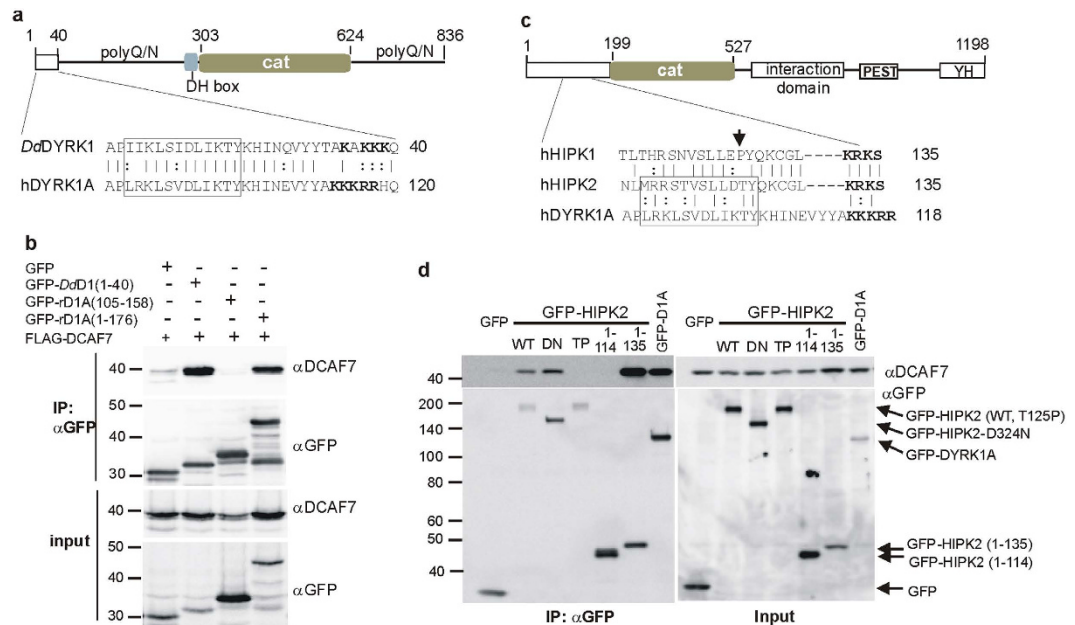 a
1 40 polyQ/N 303 624 polyQ/N 836
cat
DH box
DdDYRK1 APIIKLSIDLIKTYKHINQVYYTAKAKKKQ 40
hDYRK1A APLRKLSVDLIKTYKHINEVYYAKKKRRHQ 120
b
GFP + - - -
GFP-DdD1(1-40) - + - -
GFP-rD1A(105-158) - - + -
GFP-rD1A(1-176) - - - +
FLAG-DCAF7 + + + +
IP: αGFP
40 αDCAF7
50
40 αGFP
30
input
40 αDCAF7
50
40 αGFP
30
c
1 199 527 1198
cat interaction domain PEST YH
hHIPK1 TLTHRSNVSLLEPYQKCGL----KRKS 135
hHIPK2 NLMRRSTVSLLDTYQKCGL----KRKS 135
hDYRK1A APLRKLSVDLIKTYKHINEVYYAKKKRR 118
d
GFP GFP-HIPK2 GFP-D1A
WT DN TP 1-114 1-135
GFP GFP-HIPK2 GFP-D1A
WT DN TP 1-114 1-135
40 αDCAF7
αGFP
200 GFP-HIPK2 (WT, T125P)
140 GFP-HIPK2-D324N
100 GFP-DYRK1A
80
60
50 GFP-HIPK2 (1-135)
GFP-HIPK2 (1-114)
40
GFP
IP: αGFP Input